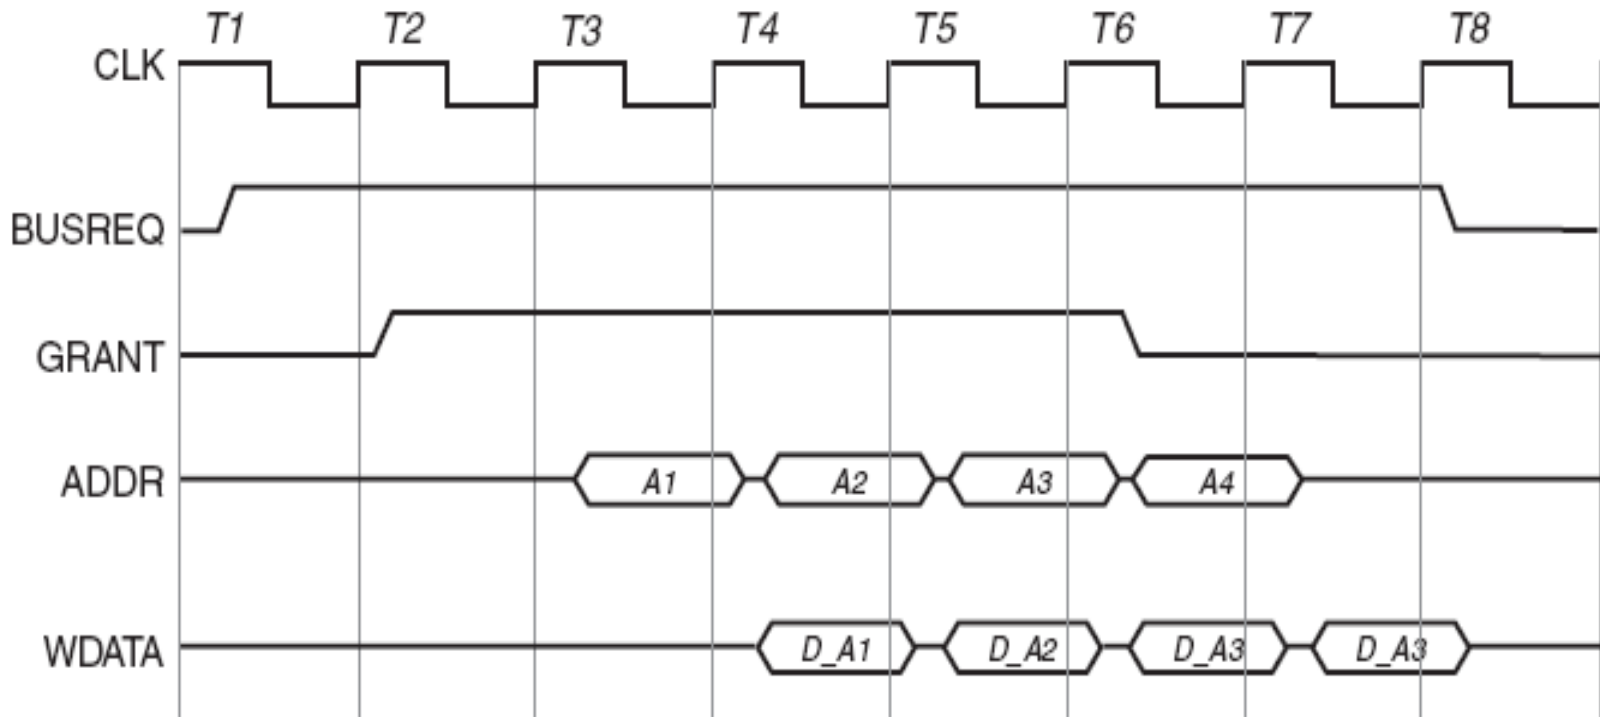 T1 T2 T3 T4 T5 T6 T7 T8
CLK
BUSREQ
GRANT
ADDR A1 A2 A3 A4
WDATA D_A1 D_A2 D_A3 D_A3